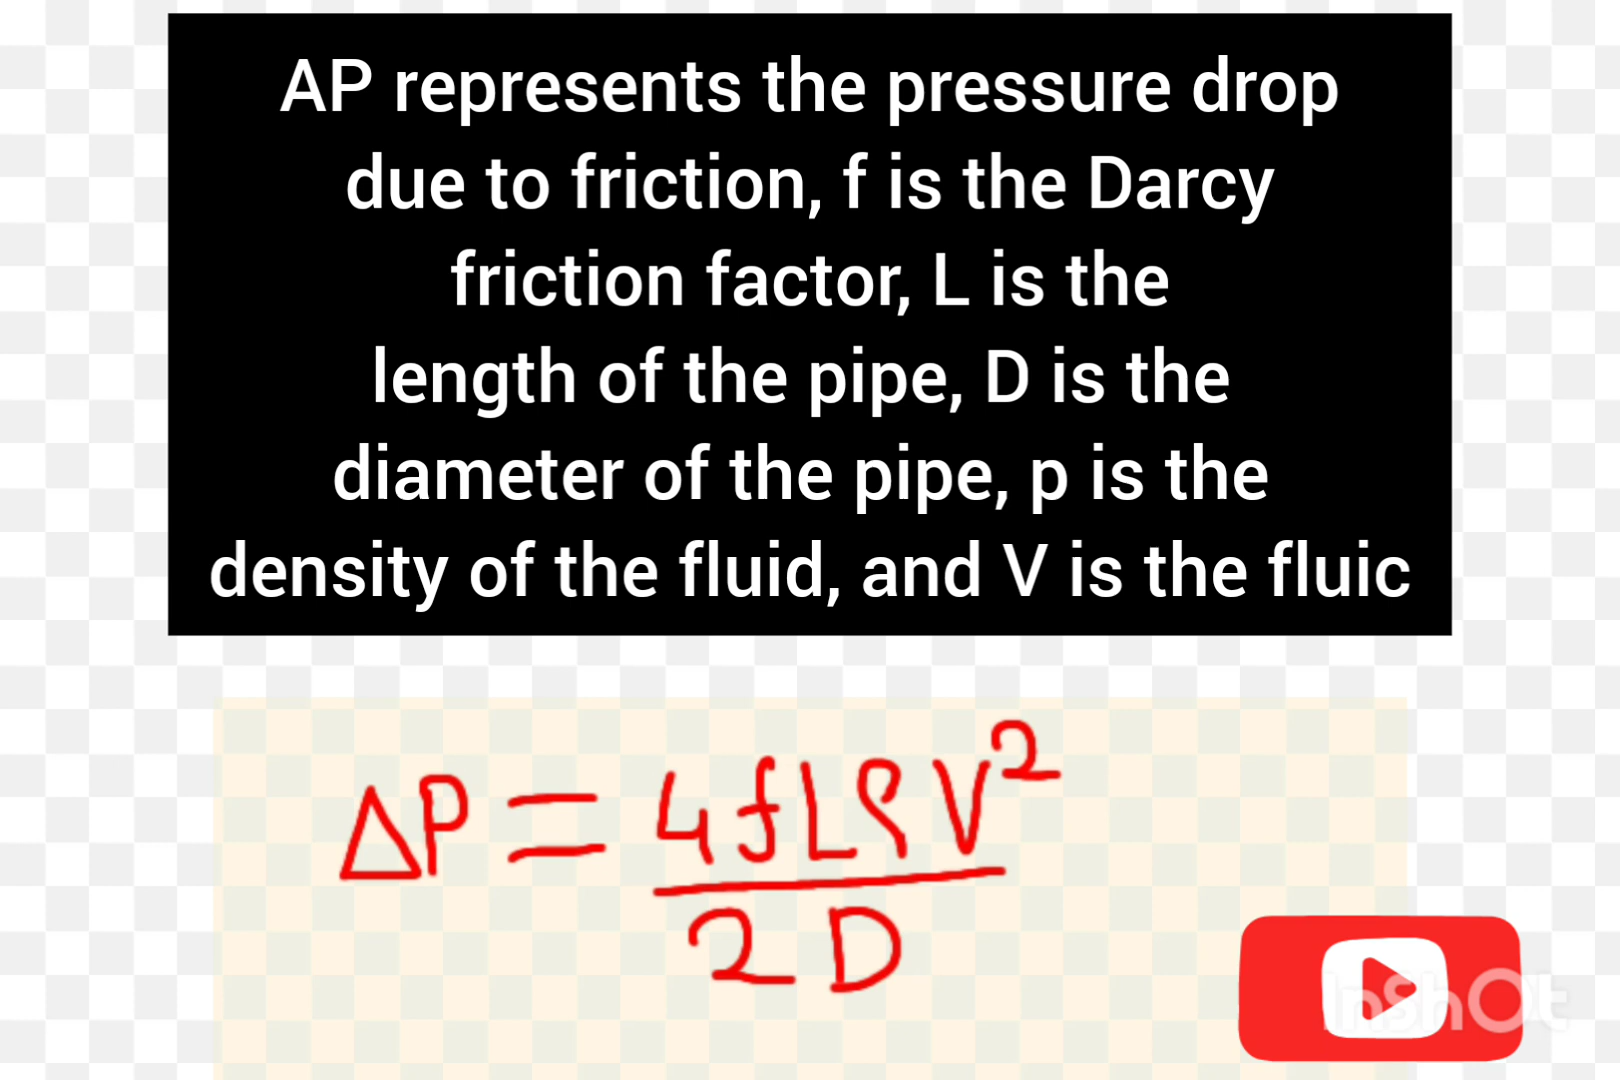 AP represents the pressure drop
due to friction, f is the Darcy
friction factor, L is the
length of the pipe, D is the
diameter of the pipe, p is the
density of the fluid, and V is the fluic
ΔP = 4fLρV²
2D
InShOt